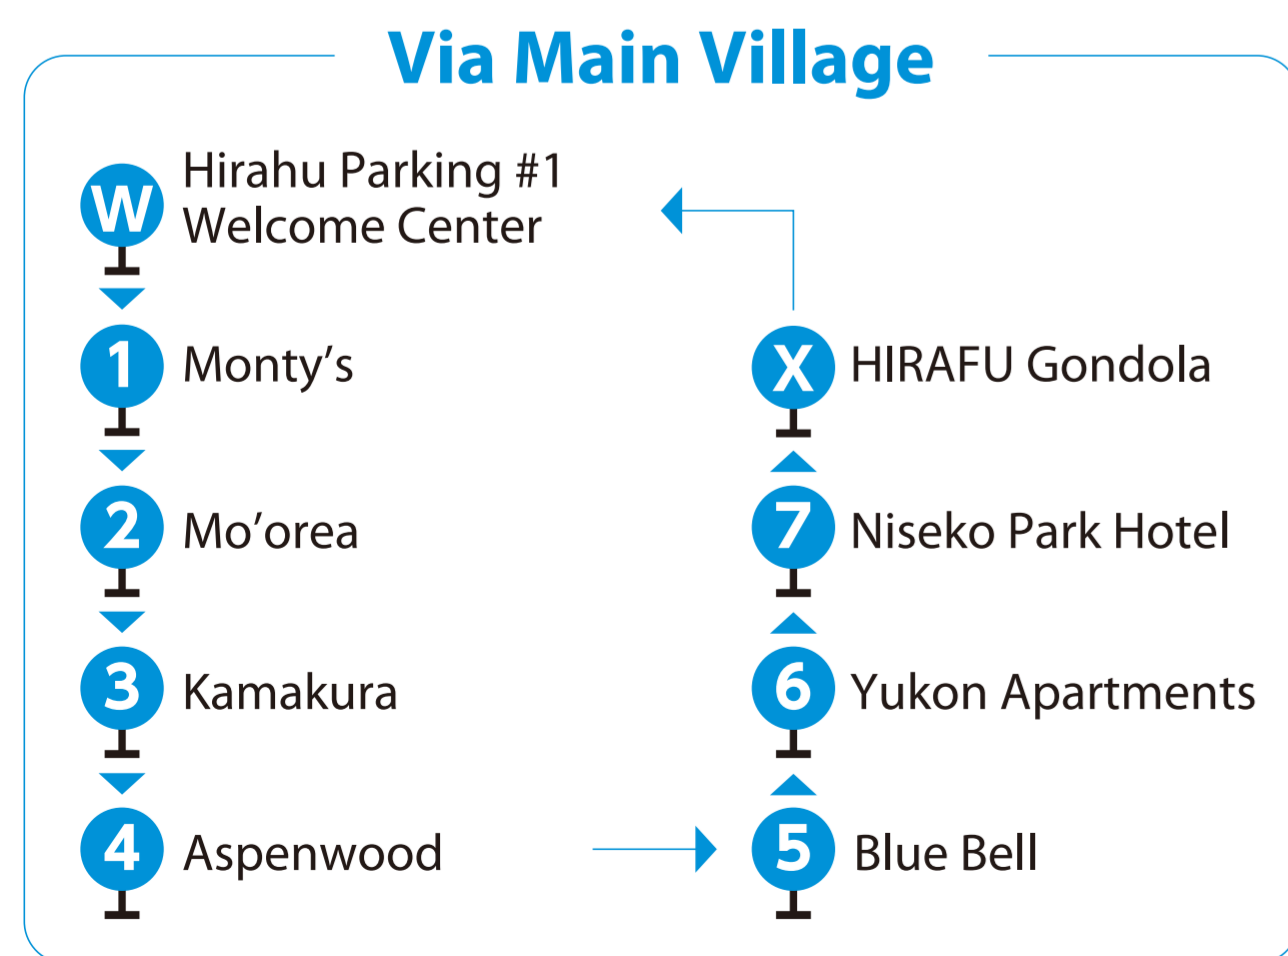 Via Main Village
W Hirahu Parking #1
Welcome Center
1 Monty’s
2 Mo’orea
3 Kamakura
4 Aspenwood
5 Blue Bell
6 Yukon Apartments
7 Niseko Park Hotel
X HIRAFU Gondola